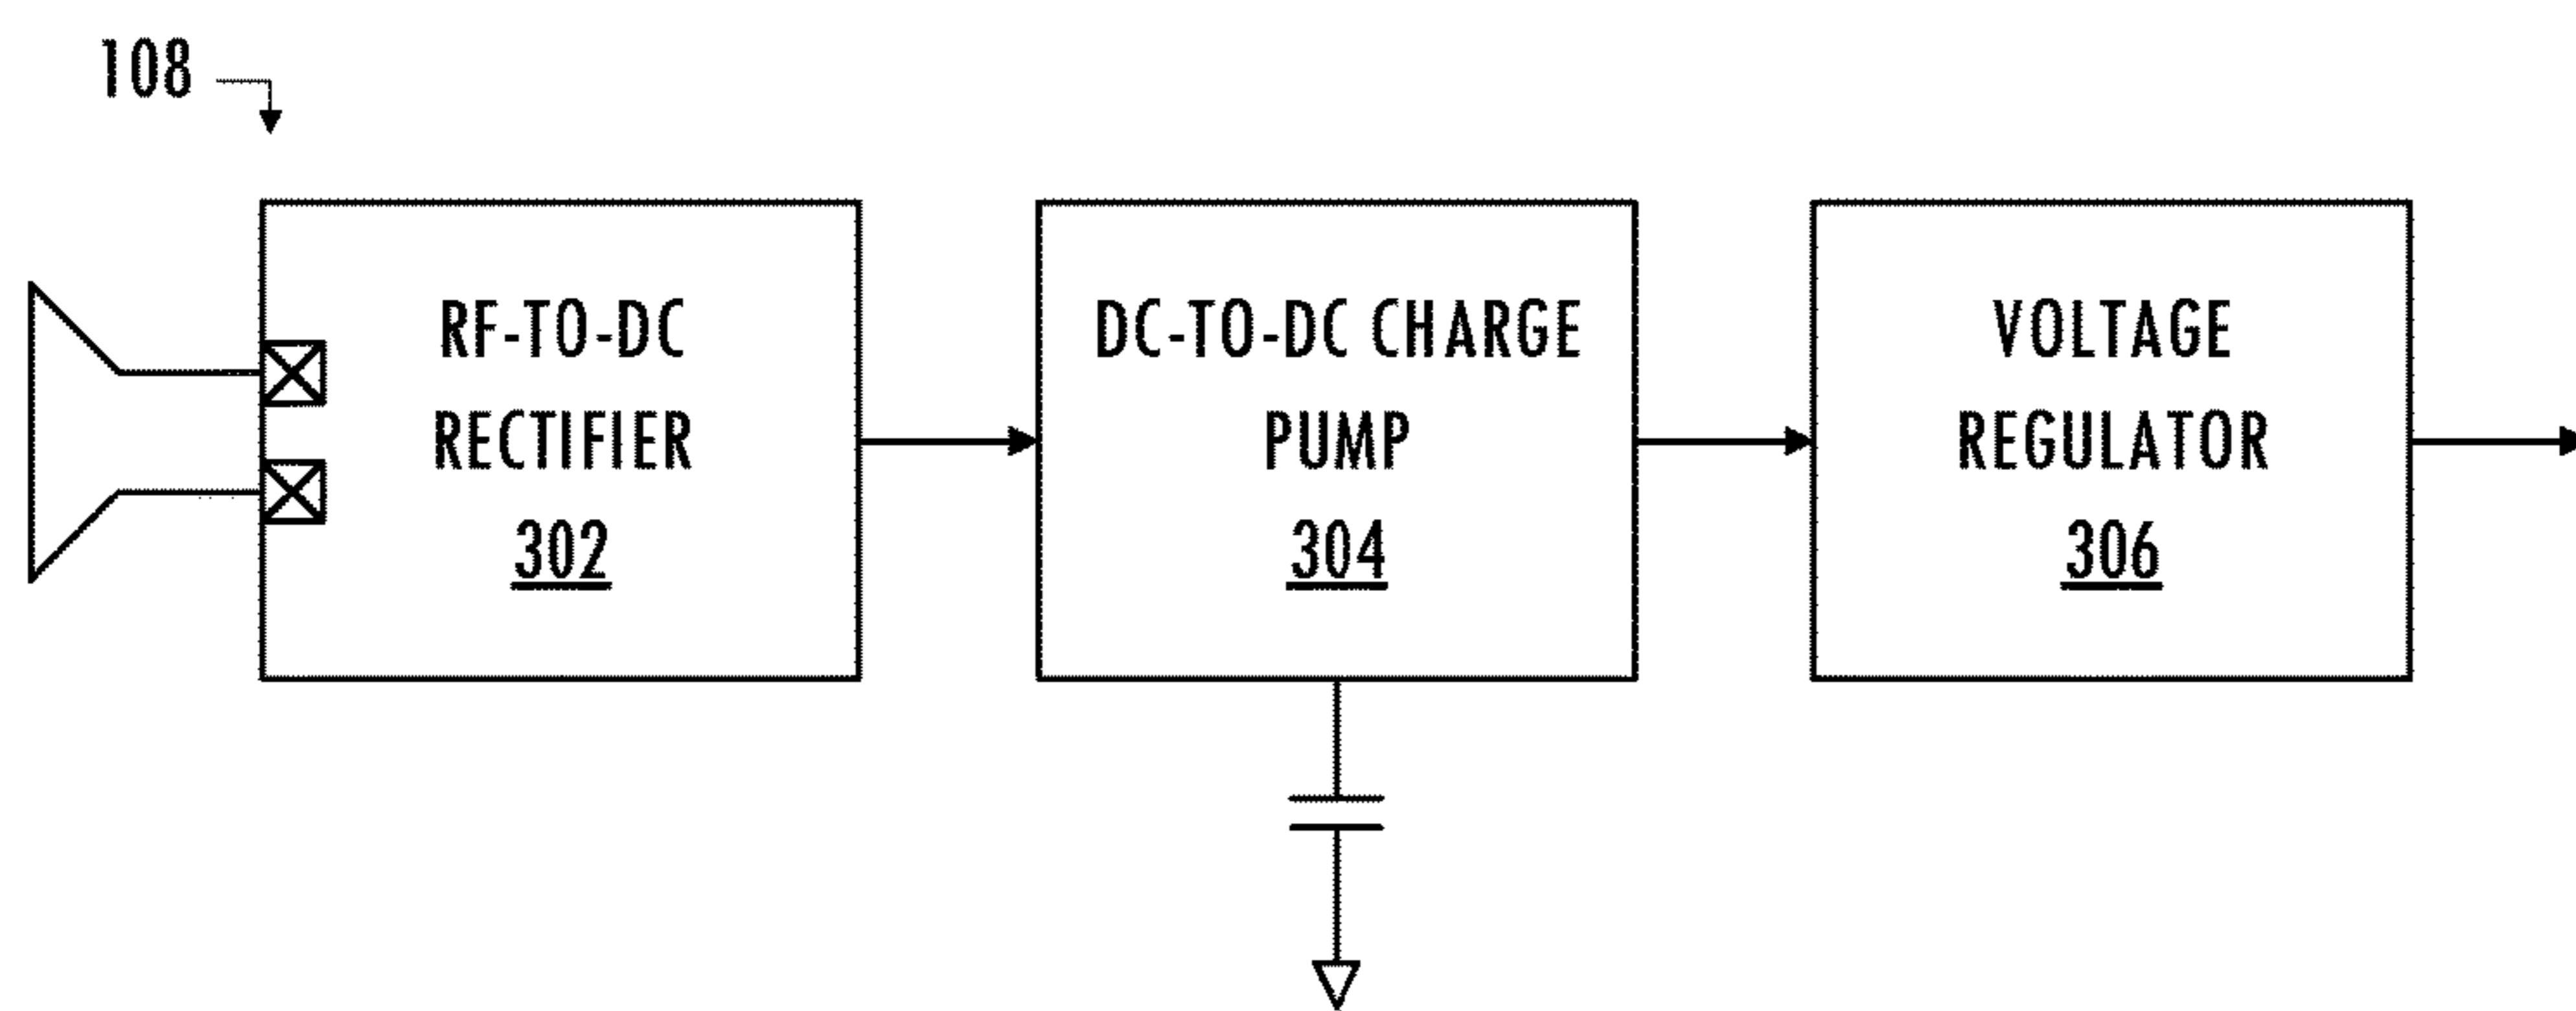 108
RF-TO-DC
RECTIFIER
302
DC-TO-DC CHARGE
PUMP
304
VOLTAGE
REGULATOR
306